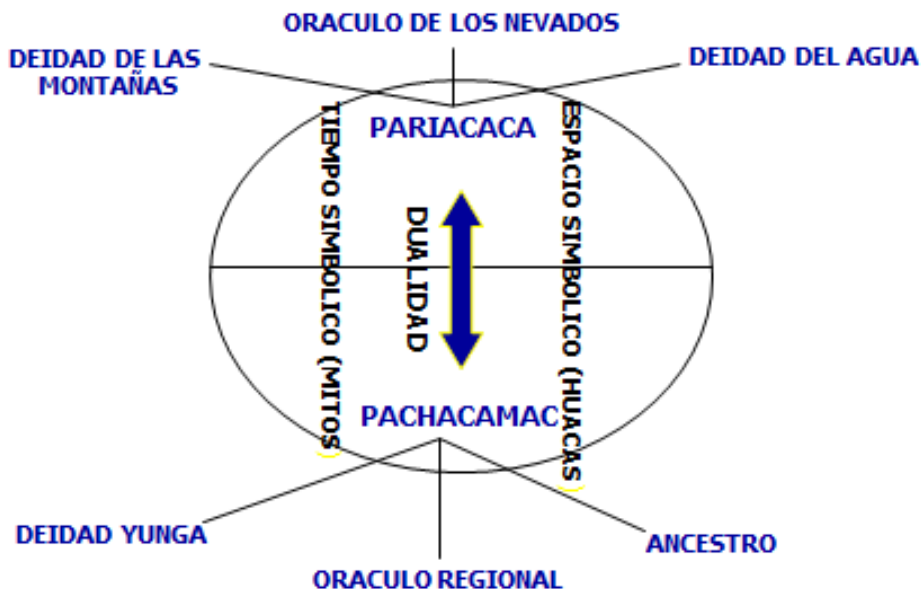 ORACULO DE LOS NEVADOS
DEIDAD DE LAS
MONTAÑAS
DEIDAD DEL AGUA
PARIACACA
TIEMPO SIMBOLICO (MITOS)
DUALIDAD
ESPACIO SIMBOLICO (HUACAS)
PACHACAMAC
DEIDAD YUNGA
ANCESTRO
ORACULO REGIONAL